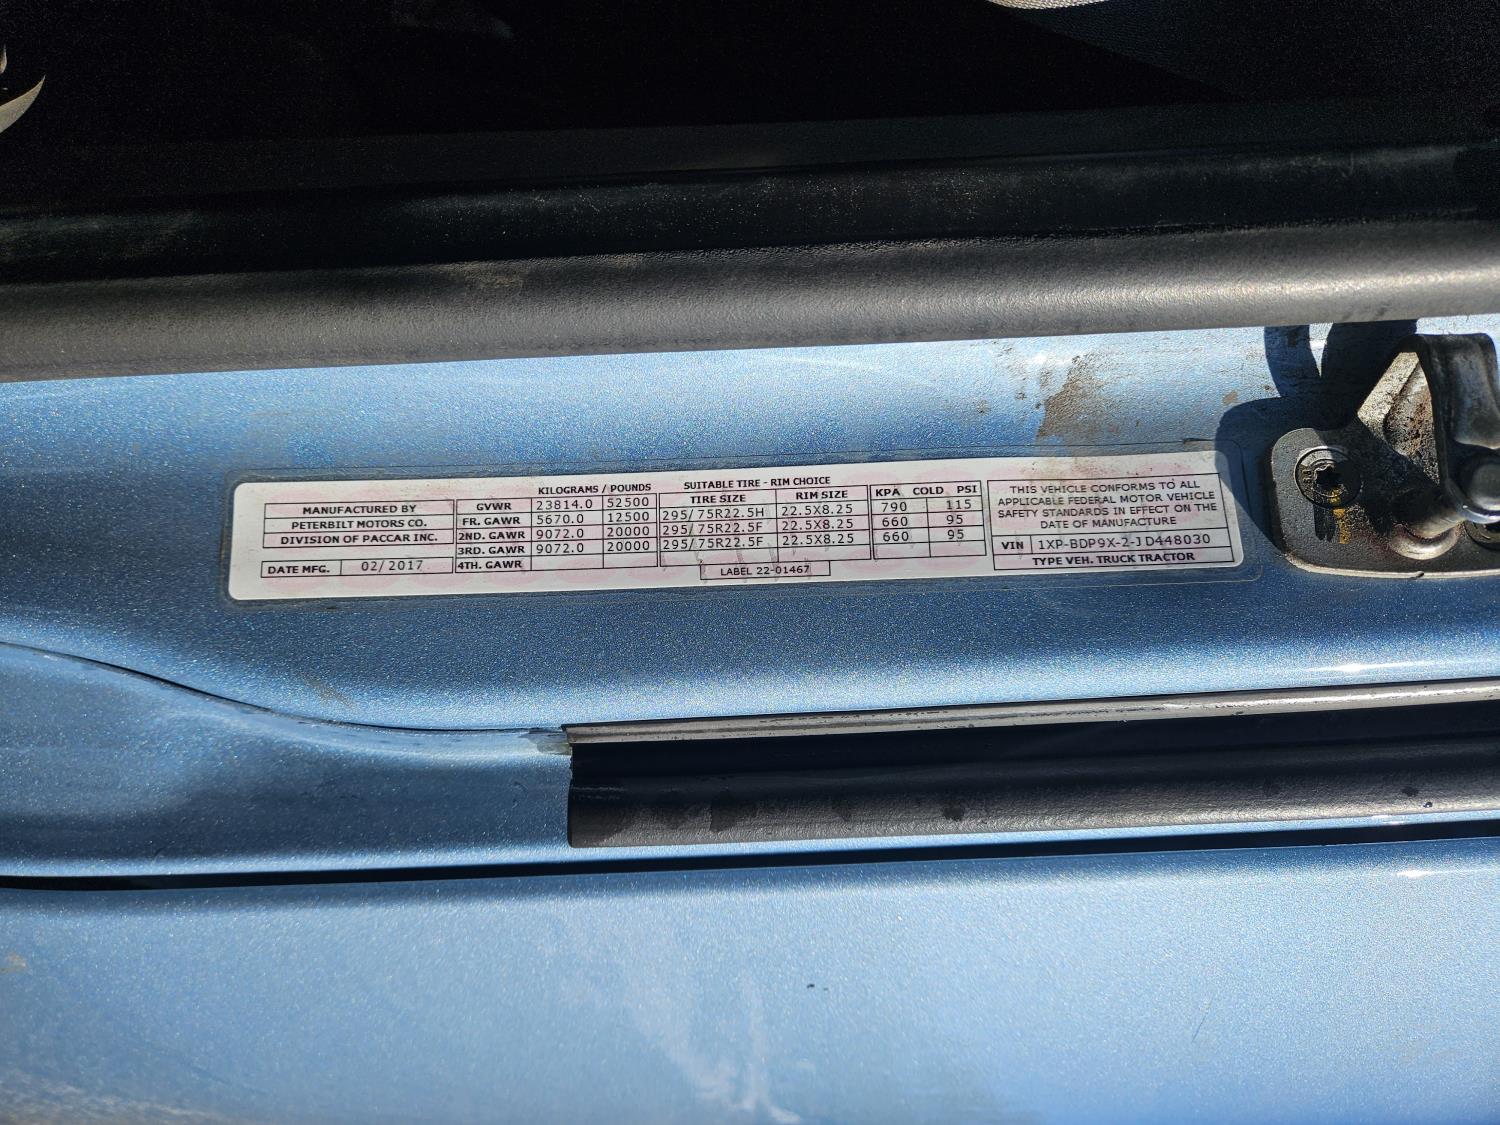 MANUFACTURED BY
PETERBILT MOTORS CO.
DIVISION OF PACCAR INC.
DATE MFG. 02/2017
KILOGRAMS / POUNDS
GVWR 23814.0 52500
FR. GAWR 5670.0 12500
2ND. GAWR 9072.0 20000
3RD. GAWR 9072.0 20000
4TH. GAWR
SUITABLE TIRE - RIM CHOICE
TIRE SIZE RIM SIZE
295/75R22.5H 22.5X8.25
295/75R22.5F 22.5X8.25
295/75R22.5F 22.5X8.25
LABEL 22-01467
KPA COLD PSI
790 115
660 95
660 95
THIS VEHICLE CONFORMS TO ALL
APPLICABLE FEDERAL MOTOR VEHICLE
SAFETY STANDARDS IN EFFECT ON THE
DATE OF MANUFACTURE
VIN 1XP-BDP9X-2-JD448030
TYPE VEH. TRUCK TRACTOR